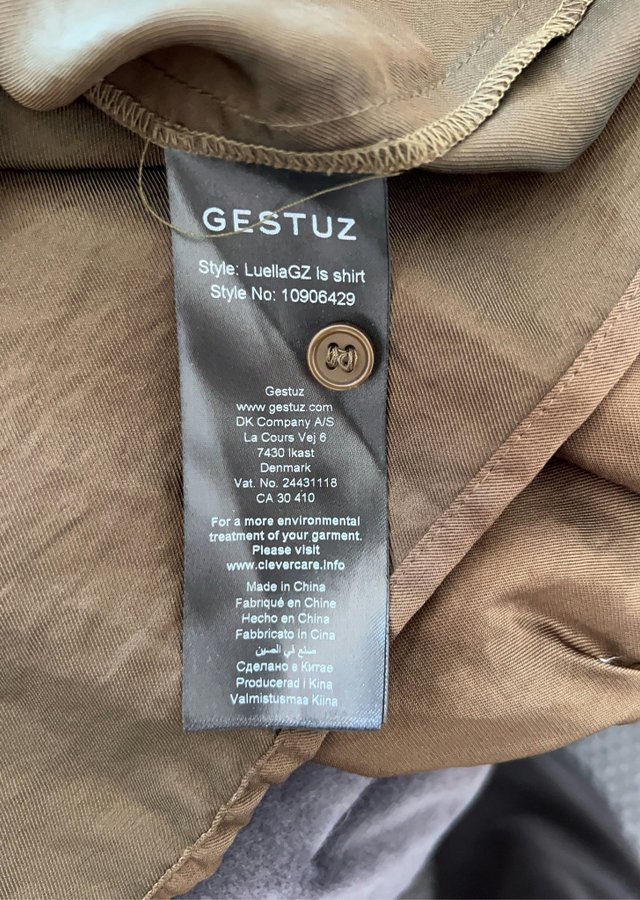 GESTUZ
Style: LuellaGZ ls shirt
Style No: 10906429
Gestuz
www.gestuz.com
DK Company A/S
La Cours Vej 6
7430 Ikast
Denmark
Vat. No. 24431118
CA 30 410
For a more environmental
treatment of your garment.
Please visit
www.clevercare.info
Made in China
Fabriqué en Chine
Hecho en China
Fabbricato in Cina
صنع في الصين
Сделано в Китае
Producerad i Kina
Valmistusmaa Kiina